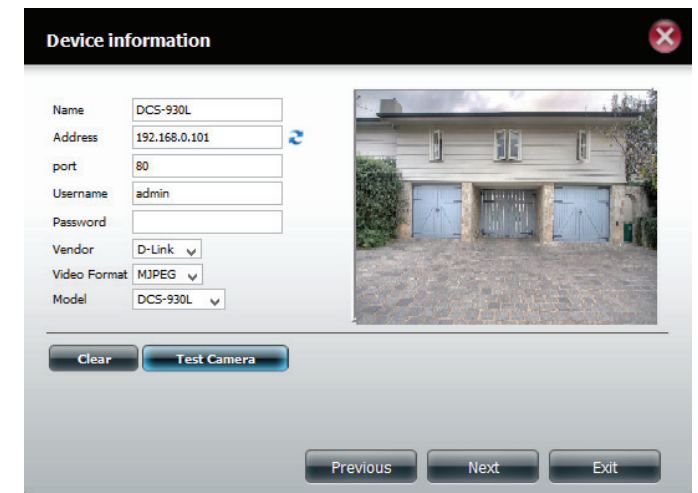 Device information
Name DCS-930L
Address 192.168.0.101
port 80
Username admin
Password
Vendor D-Link
Video Format MJPEG
Model DCS-930L
Clear Test Camera
Previous Next Exit